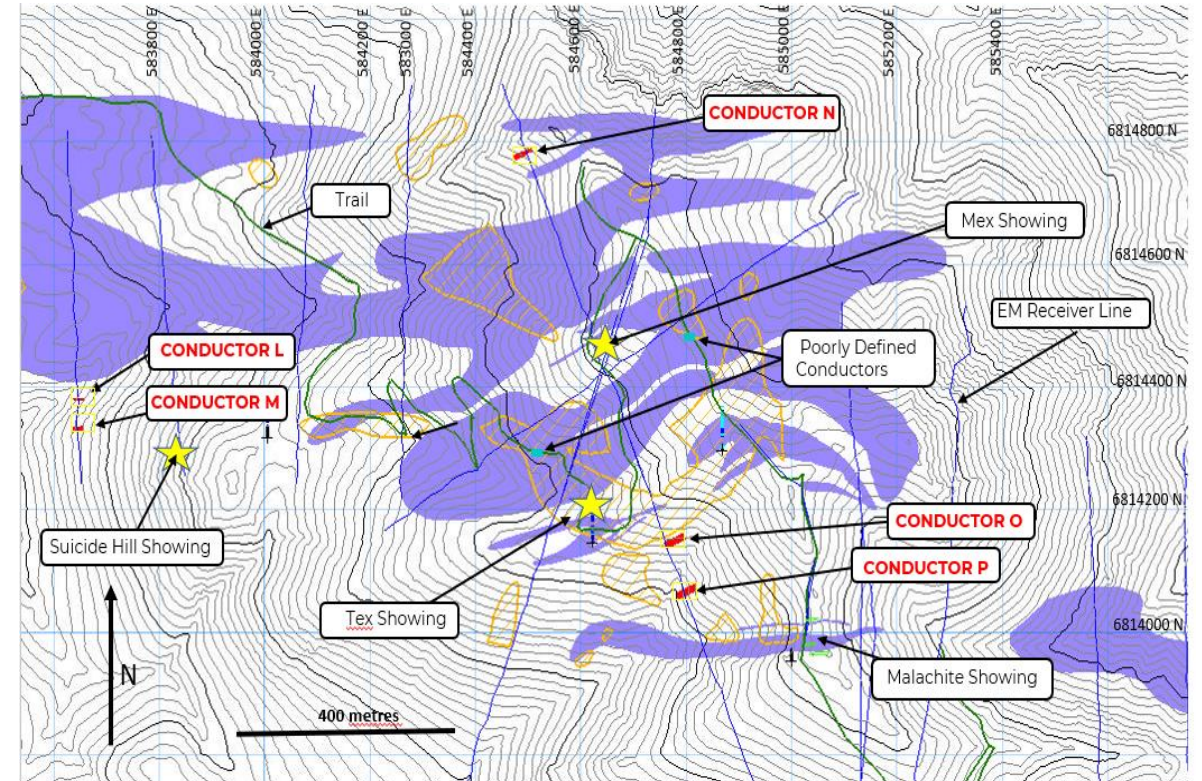 583800 E
584000 E
584200 E
583000 E
584400 E
584600 E
584800 E
585000 E
585200 E
585400 E
CONDUCTOR N
6814800 N
Trail
Mex Showing
6814600 N
EM Receiver Line
CONDUCTOR L
Poorly Defined
Conductors
CONDUCTOR M
6814400 N
6814200 N
CONDUCTOR O
Suicide Hill Showing
CONDUCTOR P
Tex Showing
6814000 N
N
Malachite Showing
400 metres